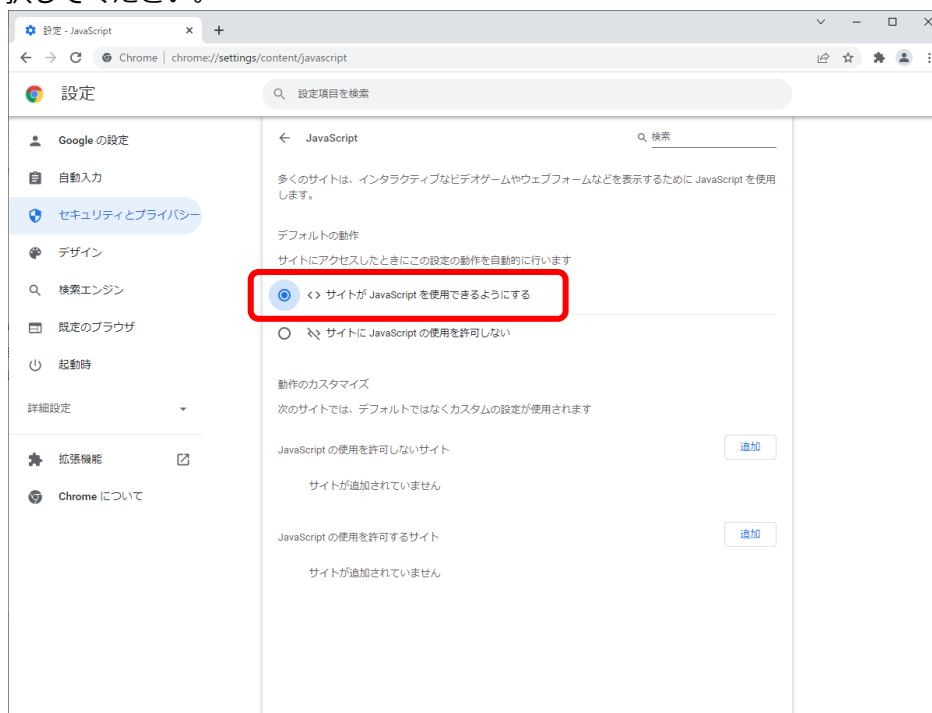 択してください。
設定 - JavaScript
Chrome | chrome://settings/content/javascript
設定
設定項目を検索
Google の設定
自動入力
セキュリティとプライバシー
デザイン
検索エンジン
既定のブラウザ
起動時
詳細設定
拡張機能
Chrome について
JavaScript
検索
多くのサイトは、インタラクティブなビデオゲームやウェブフォームなどを表示するために JavaScript を使用
します。
デフォルトの動作
サイトにアクセスしたときにこの設定の動作を自動的に行います
サイトが JavaScript を使用できるようにする
サイトに JavaScript の使用を許可しない
動作のカスタマイズ
次のサイトでは、デフォルトではなくカスタムの設定が使用されます
JavaScript の使用を許可しないサイト
追加
サイトが追加されていません
JavaScript の使用を許可するサイト
追加
サイトが追加されていません